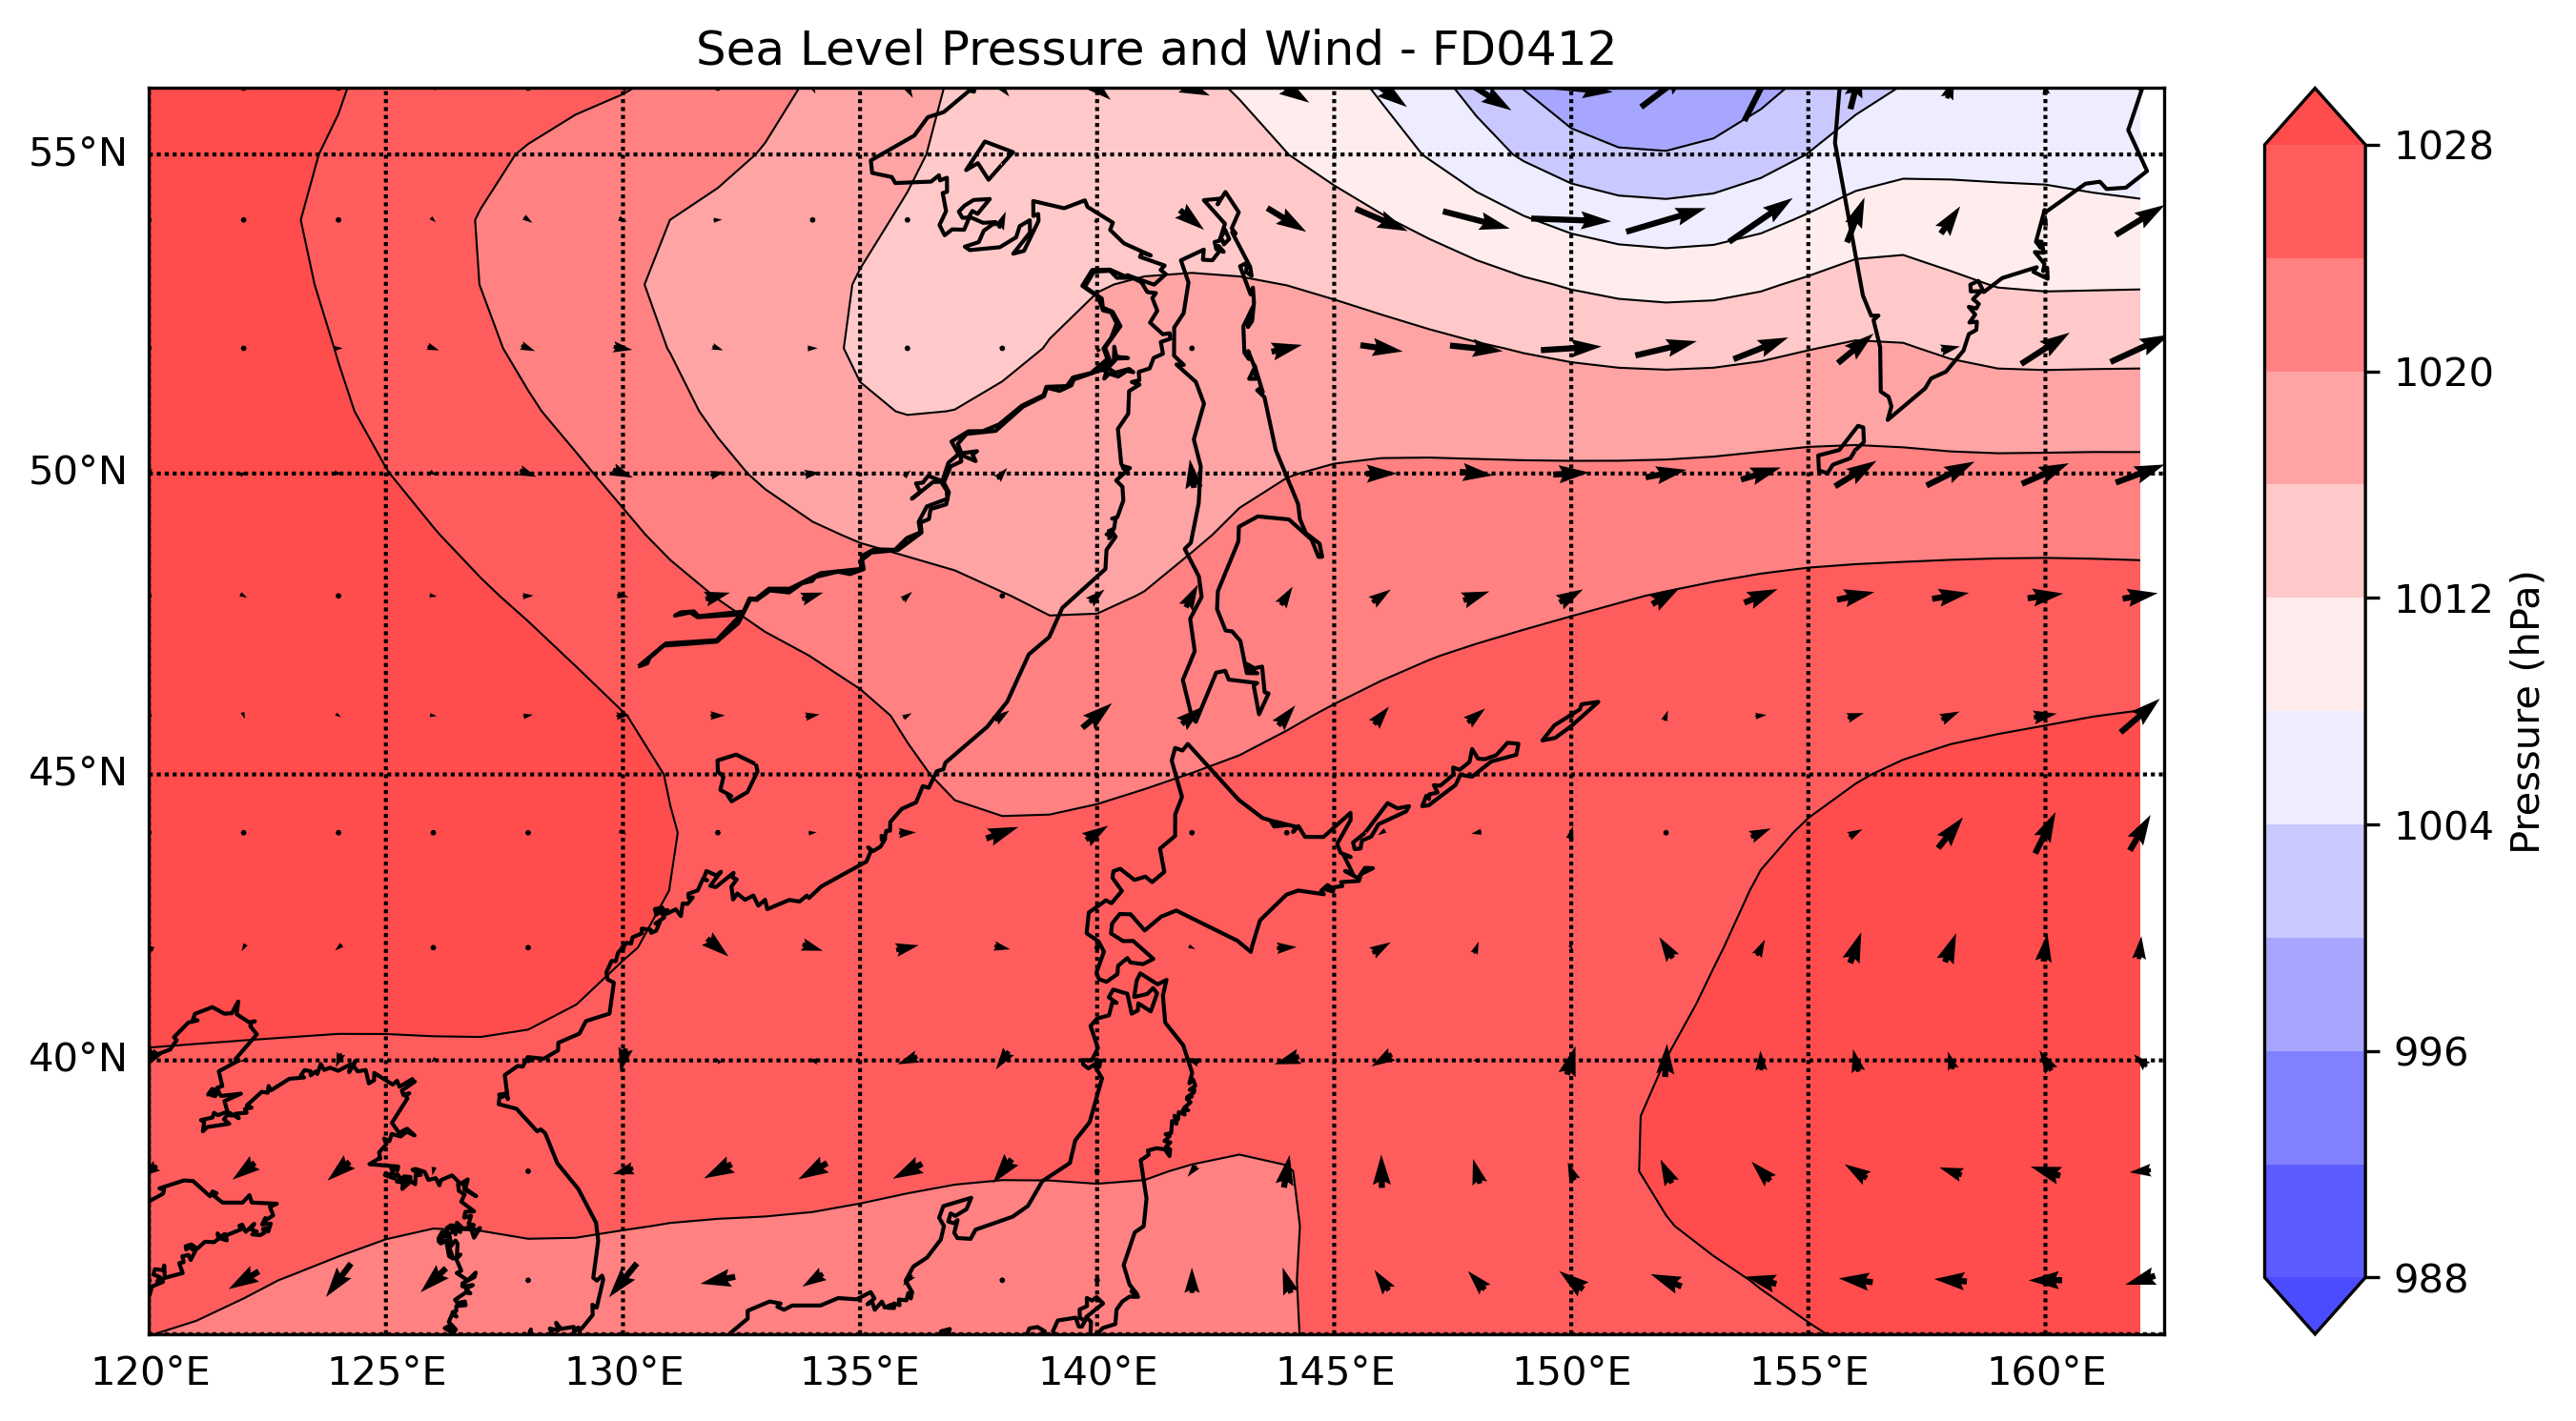 Sea Level Pressure and Wind - FD0412
55°N
50°N
45°N
40°N
120°E 125°E 130°E 135°E 140°E 145°E 150°E 155°E 160°E
1028
1020
1012
1004
996
988
Pressure (hPa)